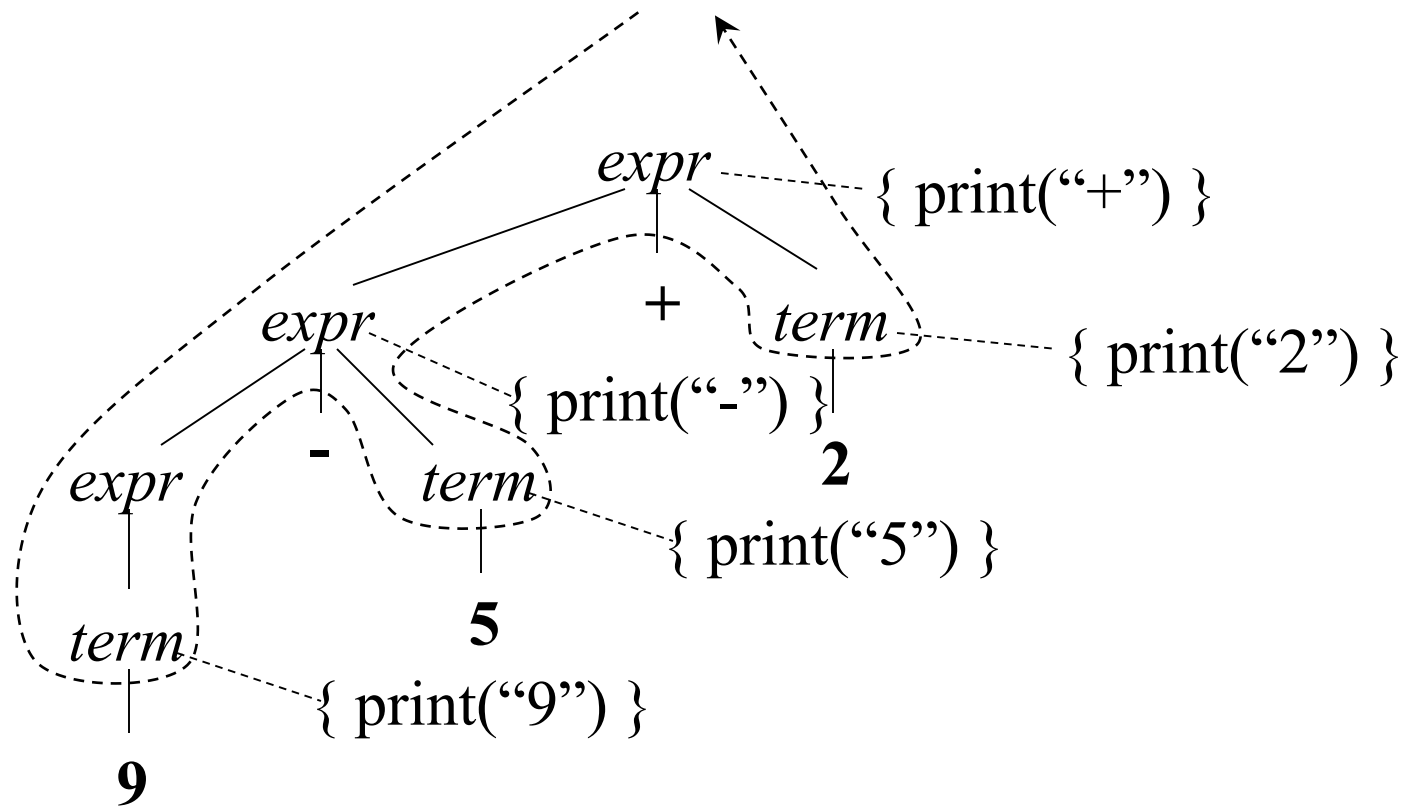 expr { print(“+”) }
expr + term { print(“2”) }
{ print(“-”) }
expr - term 2
{ print(“5”) }
term 5
{ print(“9”) }
9